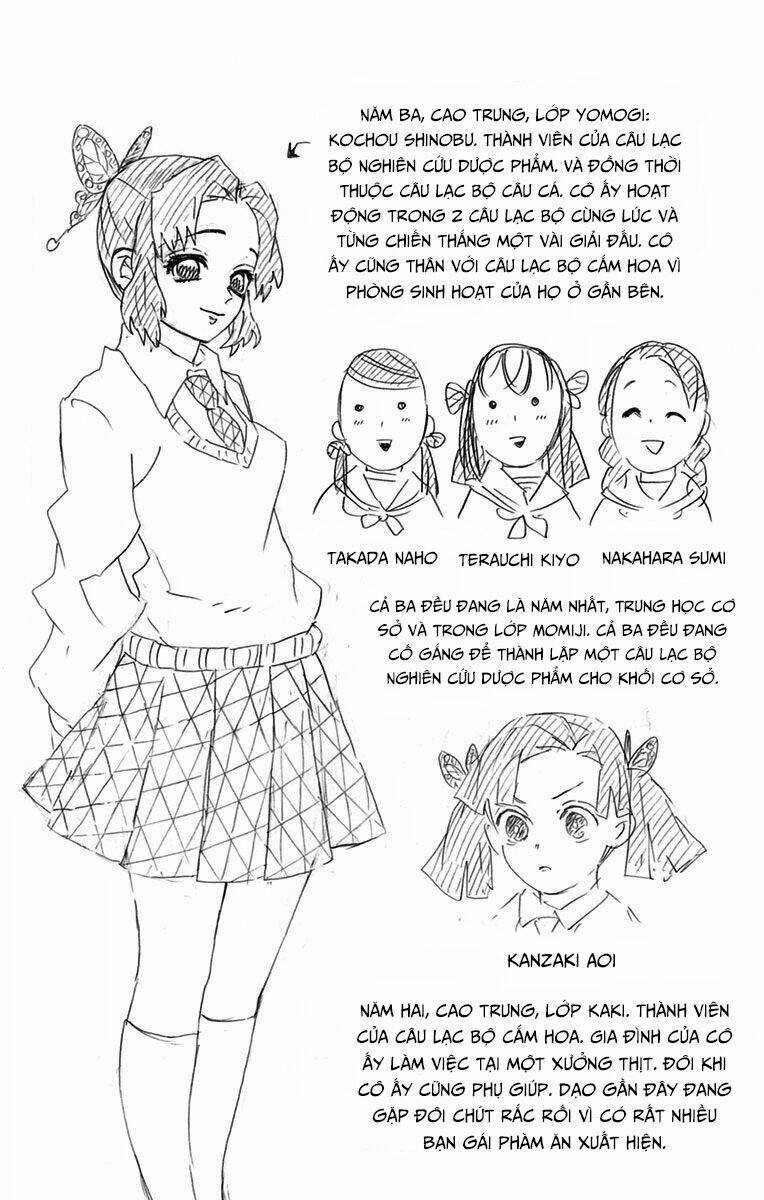 NĂM BA, CAO TRUNG, LỚP YOMOGI:
KOCHOU SHINOBU. THÀNH VIÊN CỦA CÂU LẠC
BỘ NGHIÊN CỨU DƯỢC PHẨM. VÀ ĐỒNG THỜI
THUỘC CÂU LẠC BỘ CÂU CÁ. CÔ ẤY HOẠT
ĐỘNG TRONG 2 CÂU LẠC BỘ CÙNG LÚC VÀ
TỪNG CHIẾN THẮNG MỘT VÀI GIẢI ĐẤU. CÔ
ẤY CŨNG THÂN VỚI CÂU LẠC BỘ CẮM HOA VÌ
PHÒNG SINH HOẠT CỦA HỌ Ở GẦN BÊN.
TAKADA NAHO TERAUCHI KIYO NAKAHARA SUMI
CẢ BA ĐỀU ĐANG LÀ NĂM NHẤT, TRUNG HỌC CƠ
SỞ VÀ TRONG LỚP MOMIJI. CẢ BA ĐỀU ĐANG
CỐ GẮNG ĐỂ THÀNH LẬP MỘT CÂU LẠC BỘ
NGHIÊN CỨU DƯỢC PHẨM CHO KHỐI CƠ SỞ.
KANZAKI AOI
NĂM HAI, CAO TRUNG, LỚP KAKI. THÀNH VIÊN
CỦA CÂU LẠC BỘ CẮM HOA. GIA ĐÌNH CỦA CÔ
ẤY LÀM VIỆC TẠI MỘT XƯỞNG THỊT. ĐÔI KHI
CÔ ẤY CŨNG PHỤ GIÚP. DẠO GẦN ĐÂY ĐANG
GẶP ĐÔI CHÚT RẮC RỐI VÌ CÓ RẤT NHIỀU
BẠN GÁI PHÀM ĂN XUẤT HIỆN.